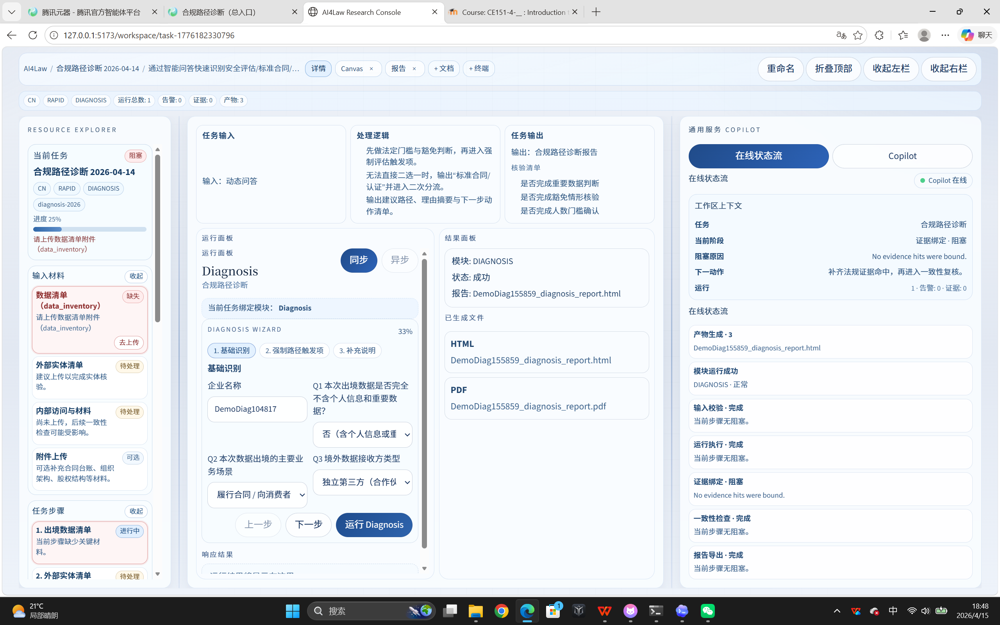 腾讯元器 - 腾讯官方智能体平台
合规路径诊断（总入口）
AI4Law Research Console
Course: CE151-4-__ : Introduction
127.0.0.1:5173/workspace/task-1776182330796
聊天
AI4Law / 合规路径诊断 2026-04-14 / 通过智能问答快速识别安全评估/标准合同/…
详情
Canvas ×
报告 ×
+ 文档
+ 终端
重命名
折叠顶部
收起左栏
收起右栏
CN
RAPID
DIAGNOSIS
运行总数: 1
告警: 0
证据: 0
产物: 3
RESOURCE EXPLORER
当前任务
阻塞
合规路径诊断 2026-04-14
CN
RAPID
DIAGNOSIS
diagnosis-2026
进度 25%
请上传数据清单附件
（data_inventory）
输入材料
收起
数据清单
（data_inventory）
缺失
请上传数据清单附件
（data_inventory）
去上传
外部实体清单
待处理
建议上传以完成实体核
验。
内部访问与材料
待处理
尚未上传，后续一致性
检查可能受影响。
附件上传
可选
可选补充合同台账、组织
架构、股权结构等材料。
任务步骤
收起
1. 出境数据清单
进行中
当前步骤缺少关键材
料。
2. 外部实体清单
待处理
任务输入
输入：动态问答
处理逻辑
先做法定门槛与豁免判断，再进入强
制评估触发项。
无法直接二选一时，输出“标准合同/
认证”并进入二次分流。
输出建议路径、理由摘要与下一步动
作清单。
任务输出
输出：合规路径诊断报告
核验清单
是否完成重要数据判断
是否完成豁免情形核验
是否完成人数门槛确认
运行面板
运行面板
同步
异步
Diagnosis
合规路径诊断
当前任务绑定模块： Diagnosis
DIAGNOSIS WIZARD
33%
1. 基础识别
2. 强制路径触发项
3. 补充说明
基础识别
企业名称
DemoDiag104817
Q1 本次出境数据是否完全
不含个人信息和重要数
据？
否（含个人信息或重
Q2 本次数据出境的主要业
务场景
履行合同 / 向消费者
Q3 境外数据接收方类型
独立第三方（合作伙
上一步
下一步
运行 Diagnosis
响应结果
结果面板
模块: DIAGNOSIS
状态: 成功
报告: DemoDiag155859_diagnosis_report.html
已生成文件
HTML
DemoDiag155859_diagnosis_report.html
PDF
DemoDiag155859_diagnosis_report.pdf
通用服务 COPILOT
在线状态流
Copilot
在线状态流
Copilot 在线
工作区上下文
任务
合规路径诊断
当前阶段
证据绑定 · 阻塞
阻塞原因
No evidence hits were bound.
下一动作
补齐法规证据命中，再进入一致性复核。
运行
1 · 告警: 0 · 证据: 0
在线状态流
产物生成 · 3
DemoDiag155859_diagnosis_report.html
模块运行成功
DIAGNOSIS · 正常
输入校验 · 完成
当前步骤无阻塞。
运行执行 · 完成
当前步骤无阻塞。
证据绑定 · 阻塞
No evidence hits were bound.
一致性检查 · 完成
当前步骤无阻塞。
报告导出 · 完成
当前步骤无阻塞。
21°C
局部晴朗
搜索
1
中
18:48
2026/4/15